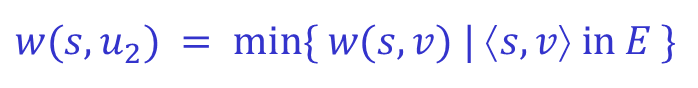 w(s, u₂) = min{ w(s, v) | ⟨s, v⟩ in E }